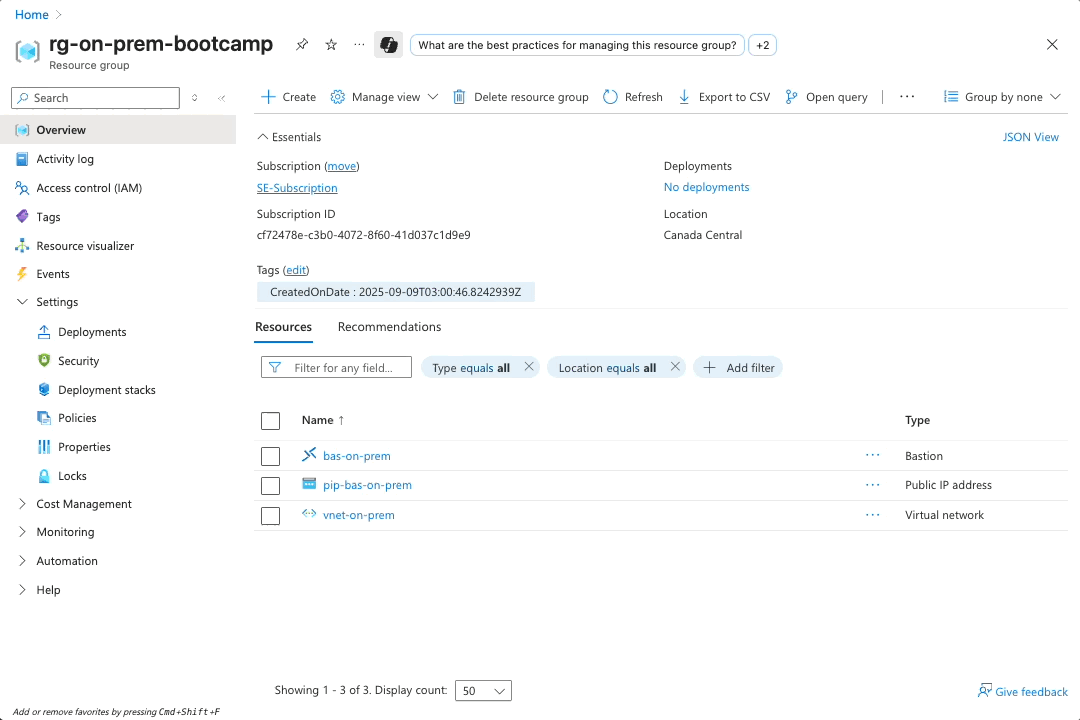 Home
rg-on-prem-bootcamp
What are the best practices for managing this resource group?
+2
Resource group
Search
Create
Manage view
Delete resource group
Refresh
Export to CSV
Open query
Group by none
Overview
Activity log
Access control (IAM)
Tags
Resource visualizer
Events
Settings
Deployments
Security
Deployment stacks
Policies
Properties
Locks
Cost Management
Monitoring
Automation
Help
Add or remove favorites by pressing Cmd+Shift+F
Essentials
JSON View
Subscription (move)
SE-Subscription
Subscription ID
cf72478e-c3b0-4072-8f60-41d037c1d9e9
Deployments
No deployments
Location
Canada Central
Tags (edit)
CreatedOnDate : 2025-09-09T03:00:46.8242939Z
Resources
Recommendations
Filter for any field...
Type equals all
Location equals all
Add filter
Name ↑ Type
bas-on-prem ··· Bastion
pip-bas-on-prem ··· Public IP address
vnet-on-prem ··· Virtual network
Showing 1 - 3 of 3. Display count: 50
Give feedback